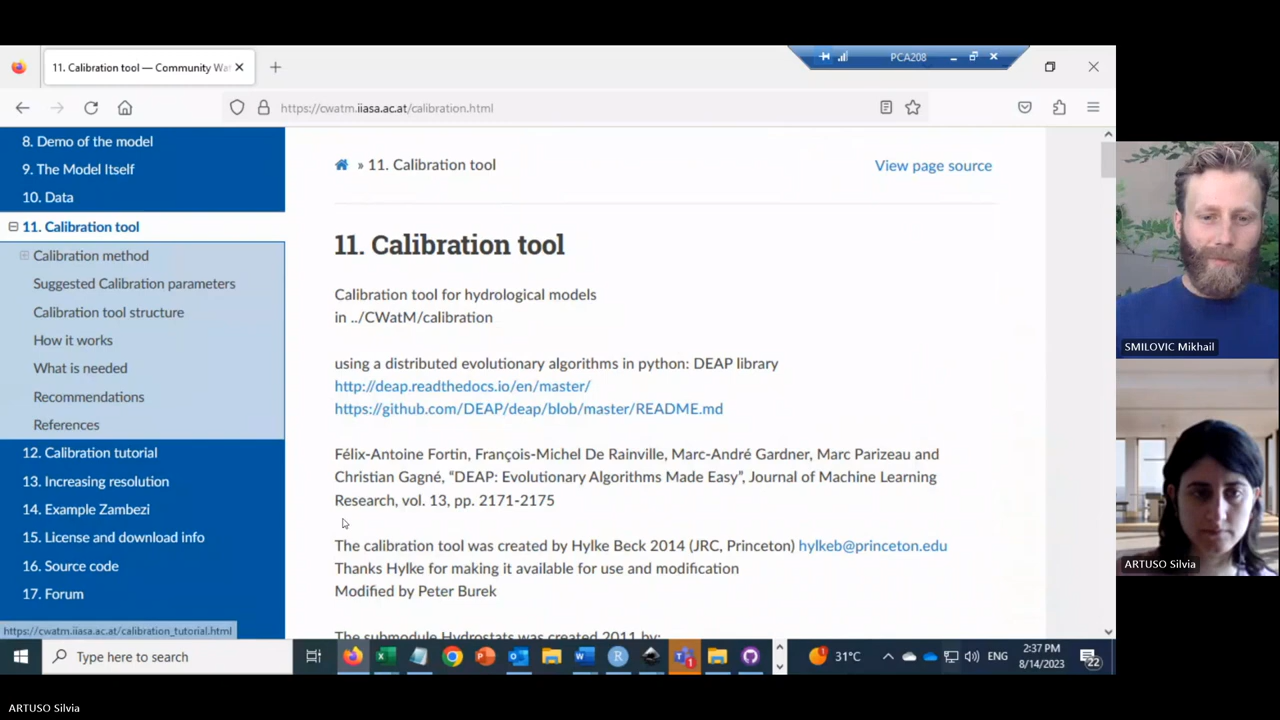 11. Calibration tool — Community Wat
PCA208
https://cwatm.iiasa.ac.at/calibration.html
8. Demo of the model
9. The Model Itself
10. Data
11. Calibration tool
Calibration method
Suggested Calibration parameters
Calibration tool structure
How it works
What is needed
Recommendations
References
12. Calibration tutorial
13. Increasing resolution
14. Example Zambezi
15. License and download info
16. Source code
17. Forum
https://cwatm.iiasa.ac.at/calibration_tutorial.html
» 11. Calibration tool
View page source
11. Calibration tool
Calibration tool for hydrological models
in ../CWatM/calibration
using a distributed evolutionary algorithms in python: DEAP library
http://deap.readthedocs.io/en/master/
https://github.com/DEAP/deap/blob/master/README.md
Félix-Antoine Fortin, François-Michel De Rainville, Marc-André Gardner, Marc Parizeau and
Christian Gagné, “DEAP: Evolutionary Algorithms Made Easy”, Journal of Machine Learning
Research, vol. 13, pp. 2171-2175
The calibration tool was created by Hylke Beck 2014 (JRC, Princeton) hylkeb@princeton.edu
Thanks Hylke for making it available for use and modification
Modified by Peter Burek
The submodule Hydrostats was created 2011 by:
SMILOVIC Mikhail
ARTUSO Silvia
Type here to search
31°C
ENG
2:37 PM
8/14/2023
22
ARTUSO Silvia